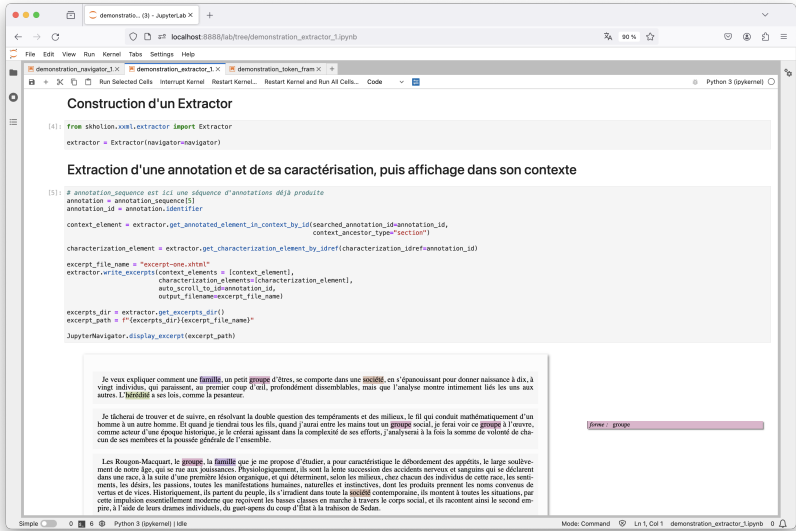 demonstratio... (3) - JupyterLab
localhost:8888/lab/tree/demonstration_extractor_1.ipynb
90 %
File Edit View Run Kernel Tabs Settings Help
demonstration_navigator_1.
demonstration_extractor_1.
demonstration_token_fram
Run Selected Cells Interrupt Kernel Restart Kernel... Restart Kernel and Run All Cells... Code
Python 3 (ipykernel)
Construction d'un Extractor
[4]: from skholion.xxml.extractor import Extractor
extractor = Extractor(navigator=navigator)
Extraction d'une annotation et de sa caractérisation, puis affichage dans son contexte
[5]: # annotation_sequence est ici une séquence d'annotations déjà produite
annotation = annotation_sequence[5]
annotation_id = annotation.identifier
context_element = extractor.get_annotated_element_in_context_by_id(searched_annotation_id=annotation_id,
context_ancestor_type="section")
characterization_element = extractor.get_characterization_element_by_idref(characterization_idref=annotation_id)
excerpt_file_name = "excerpt-one.xhtml"
extractor.write_excerpts(context_elements = [context_element],
characterization_elements=[characterization_element],
auto_scroll_to_id=annotation_id,
output_filename=excerpt_file_name)
excerpts_dir = extractor.get_excerpts_dir()
excerpt_path = f"{excerpts_dir}{excerpt_file_name}"
JupyterNavigator.display_excerpt(excerpt_path)
Je veux expliquer comment une famille, un petit groupe d'êtres, se comporte dans une société, en s'épanouissant pour donner naissance à dix, à
vingt individus, qui paraissent, au premier coup d'œil, profondément dissemblables, mais que l'analyse montre intimement liés les uns aux
autres. L'hérédité a ses lois, comme la pesanteur.
Je tâcherai de trouver et de suivre, en résolvant la double question des tempéraments et des milieux, le fil qui conduit mathématiquement d'un
homme à un autre homme. Et quand je tiendrai tous les fils, quand j'aurai entre les mains tout un groupe social, je ferai voir ce groupe à l'œuvre,
comme acteur d'une époque historique, je le créerai agissant dans la complexité de ses efforts, j'analyserai à la fois la somme de volonté de cha-
cun de ses membres et la poussée générale de l'ensemble.
forme : groupe
Les Rougon-Macquart, le groupe, la famille que je me propose d'étudier, a pour caractéristique le débordement des appétits, le large soulève-
ment de notre âge, qui se rue aux jouissances. Physiologiquement, ils sont la lente succession des accidents nerveux et sanguins qui se déclarent
dans une race, à la suite d'une première lésion organique, et qui déterminent, selon les milieux, chez chacun des individus de cette race, les senti-
ments, les désirs, les passions, toutes les manifestations humaines, naturelles et instinctives, dont les produits prennent les noms convenus de
vertus et de vices. Historiquement, ils partent du peuple, ils s'irradient dans toute la société contemporaine, ils montent à toutes les situations, par
cette impulsion essentiellement moderne que reçoivent les basses classes en marche à travers le corps social, et ils racontent ainsi le second em-
pire, à l'aide de leurs drames individuels, du guet-apens du coup d'État à la trahison de Sedan.
Simple 0 6 Python 3 (ipykernel) | Idle
Mode: Command Ln 1, Col 1 demonstration_extractor_1.ipynb 0